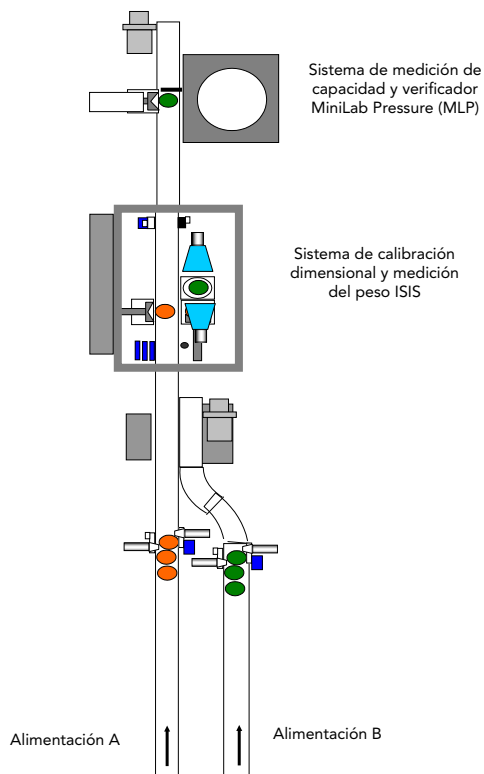 Sistema de medición de
capacidad y verificador
MiniLab Pressure (MLP)
Sistema de calibración
dimensional y medición
del peso ISIS
Alimentación A
Alimentación B